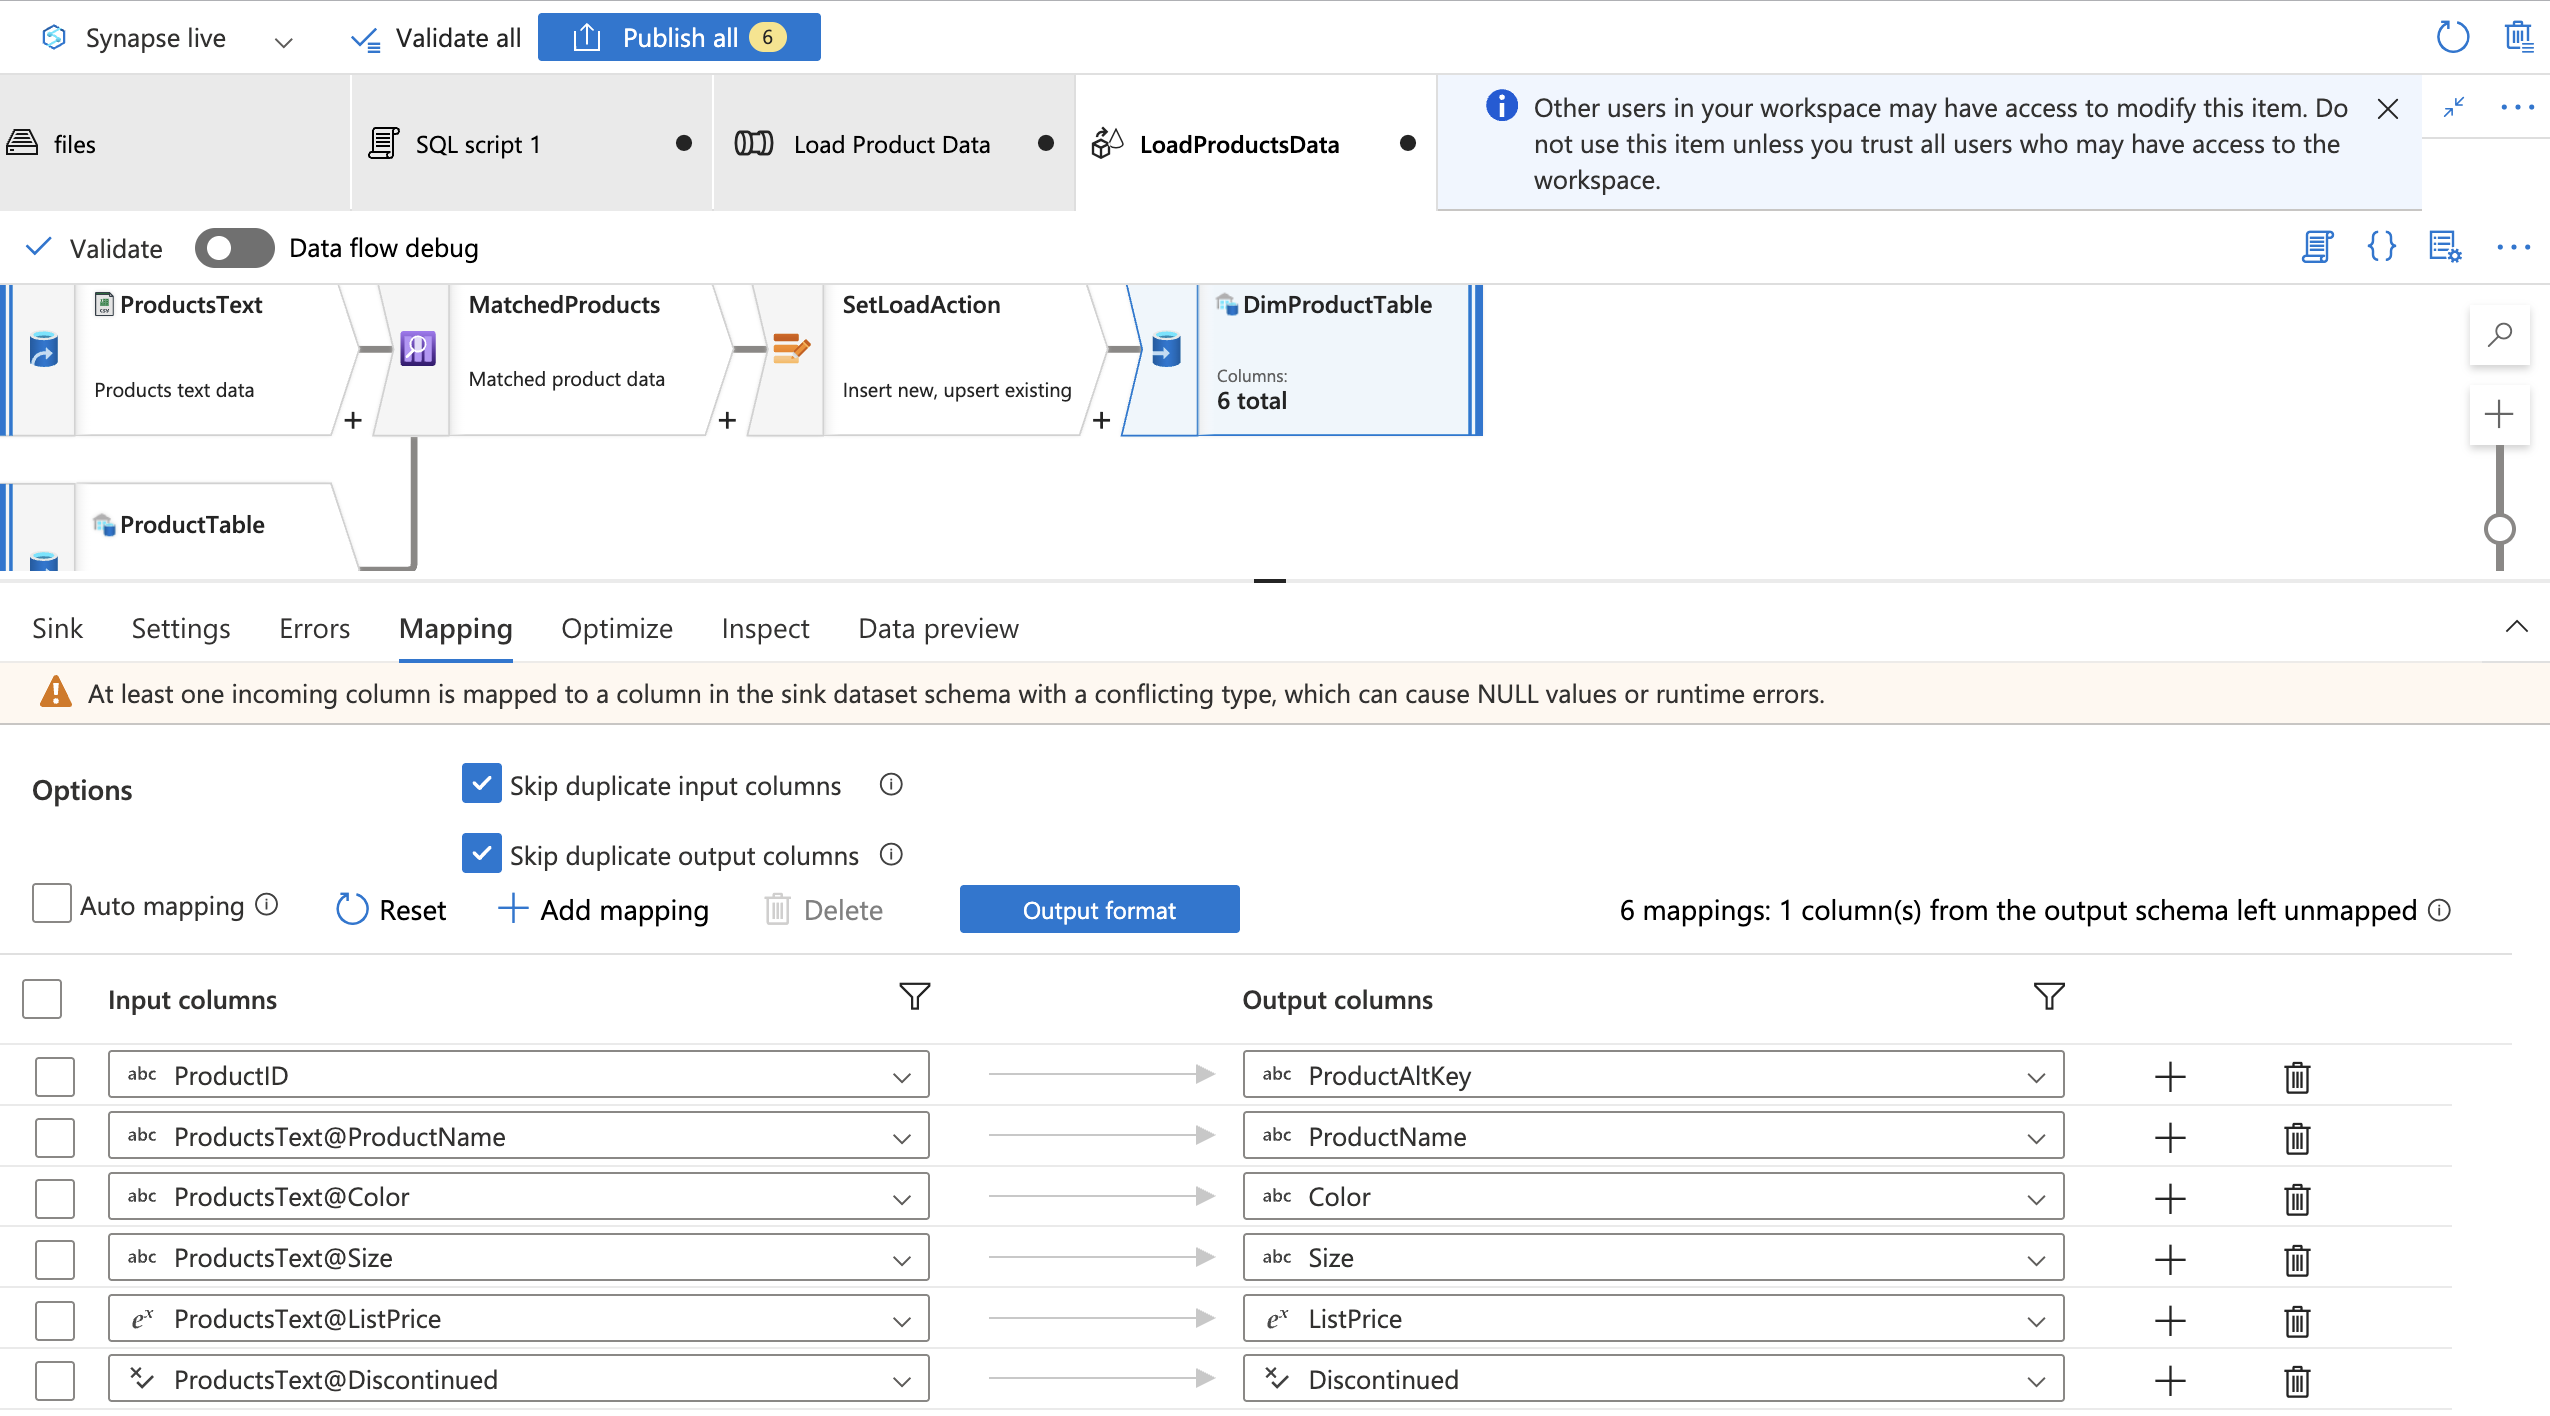 Synapse live
Validate all
Publish all 6
files
SQL script 1
Load Product Data
LoadProductsData
Other users in your workspace may have access to modify this item. Do
not use this item unless you trust all users who may have access to the
workspace.
Validate
Data flow debug
{}
ProductsText
Products text data
+
MatchedProducts
Matched product data
+
SetLoadAction
Insert new, upsert existing
+
DimProductTable
Columns:
6 total
ProductTable
Sink
Settings
Errors
Mapping
Optimize
Inspect
Data preview
At least one incoming column is mapped to a column in the sink dataset schema with a conflicting type, which can cause NULL values or runtime errors.
Options
Skip duplicate input columns
Skip duplicate output columns
Auto mapping
Reset
Add mapping
Delete
Output format
6 mappings: 1 column(s) from the output schema left unmapped
Input columns
Output columns
abc ProductID
abc ProductAltKey
abc ProductsText@ProductName
abc ProductName
abc ProductsText@Color
abc Color
abc ProductsText@Size
abc Size
eˣ ProductsText@ListPrice
eˣ ListPrice
ProductsText@Discontinued
Discontinued